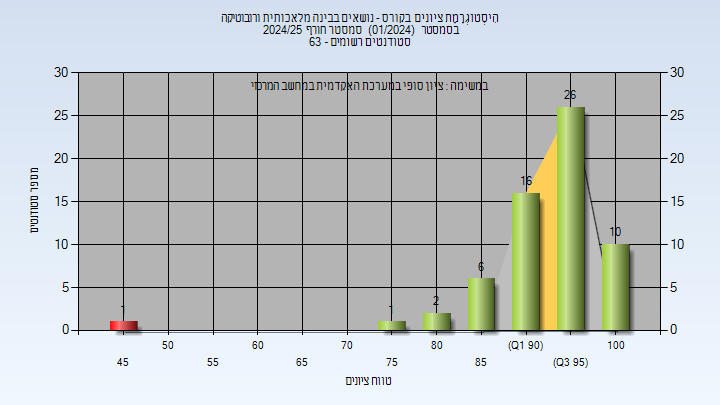 היסטוגרמת ציונים בקורס - נושאים בבינה מלאכותית ורובוטיקה
בסמסטר (01/2024) סמסטר חורף 2024/25
סטודנטים רשומים - 63
במשימה : ציון סופי במערכת האקדמית במחשב המרכזי
מספר סטודנטים
30 30
25 25
20 20
15 15
10 10
5 5
0 0
1
1
2
6
16
26
10
50 60 70 80 (Q1 90) 100
45 55 65 75 85 (Q3 95)
טווח ציונים